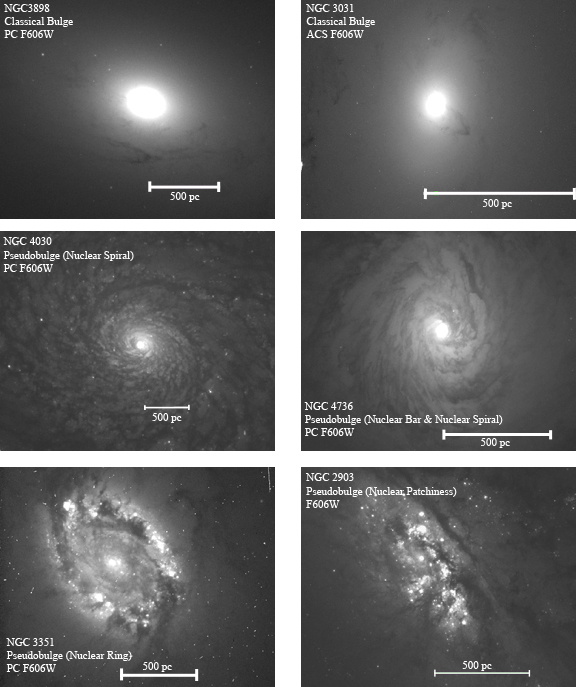 NGC3898
Classical Bulge
PC F606W
500 pc
NGC 3031
Classical Bulge
ACS F606W
500 pc
NGC 4030
Pseudobulge (Nuclear Spiral)
PC F606W
500 pc
NGC 4736
Pseudobulge (Nuclear Bar & Nuclear Spiral)
PC F606W
500 pc
NGC 3351
Pseudobulge (Nuclear Ring)
PC F606W
500 pc
NGC 2903
Pseudobulge (Nuclear Patchiness)
F606W
500 pc